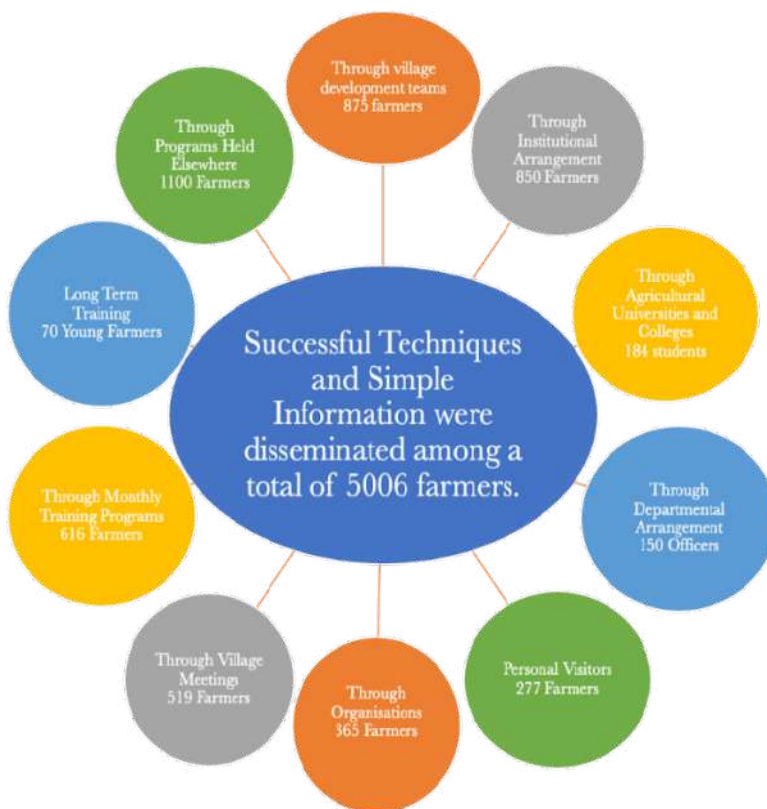 Through village
development teams
875 farmers
Through
Institutional
Arrangement
850 Farmers
Through
Agricultural
Universities and
Colleges
184 students
Through
Departmental
Arrangement
150 Officers
Personal Visitors
277 Farmers
Through
Organisations
365 Farmers
Through Village
Meetings
519 Farmers
Through Monthly
Training Programs
616 Farmers
Long Term
Training
70 Young Farmers
Through
Programs Held
Elsewhere
1100 Farmers
Successful Techniques
and Simple
Information were
disseminated among a
total of 5006 farmers.